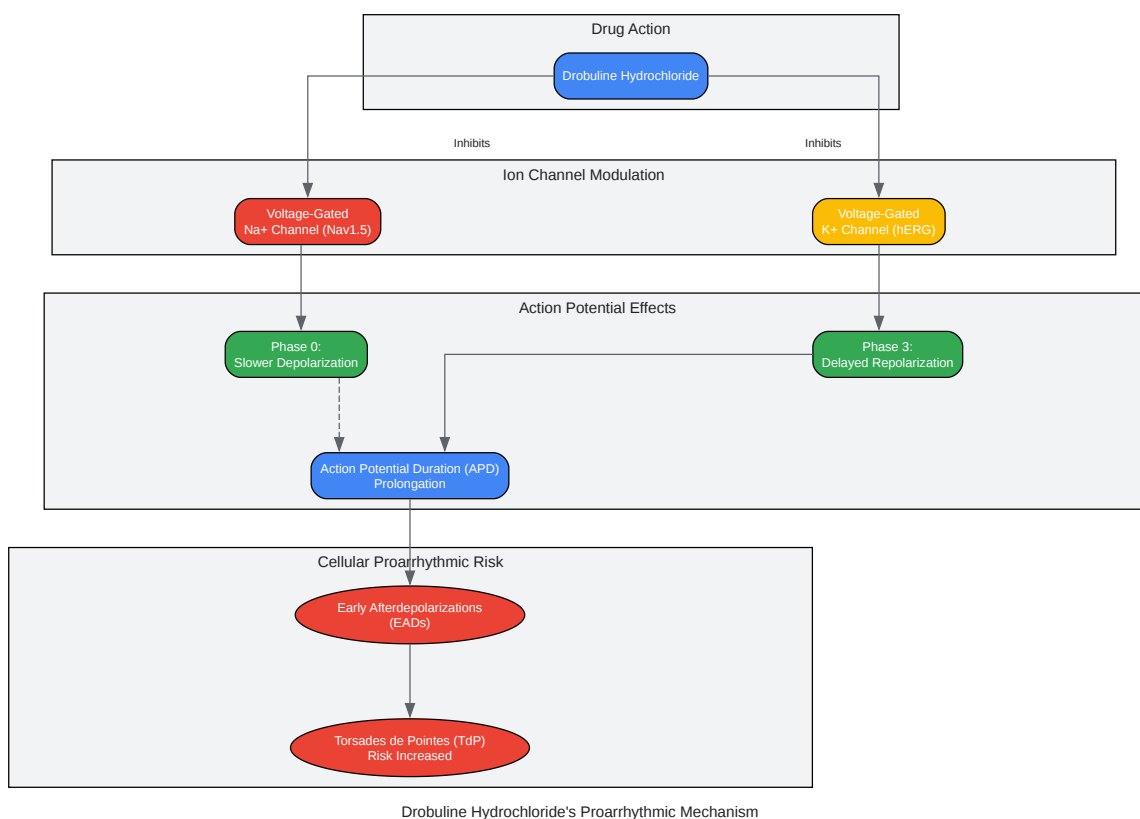 Drug Action
Drobuline Hydrochloride
Inhibits
Inhibits
Ion Channel Modulation
Voltage-Gated
Na+ Channel (Nav1.5)
Voltage-Gated
K+ Channel (hERG)
Action Potential Effects
Phase 0:
Slower Depolarization
Phase 3:
Delayed Repolarization
Action Potential Duration (APD)
Prolongation
Cellular Proarrhythmic Risk
Early Afterdepolarizations
(EADs)
Torsades de Pointes (TdP)
Risk Increased
Drobuline Hydrochloride's Proarrhythmic Mechanism